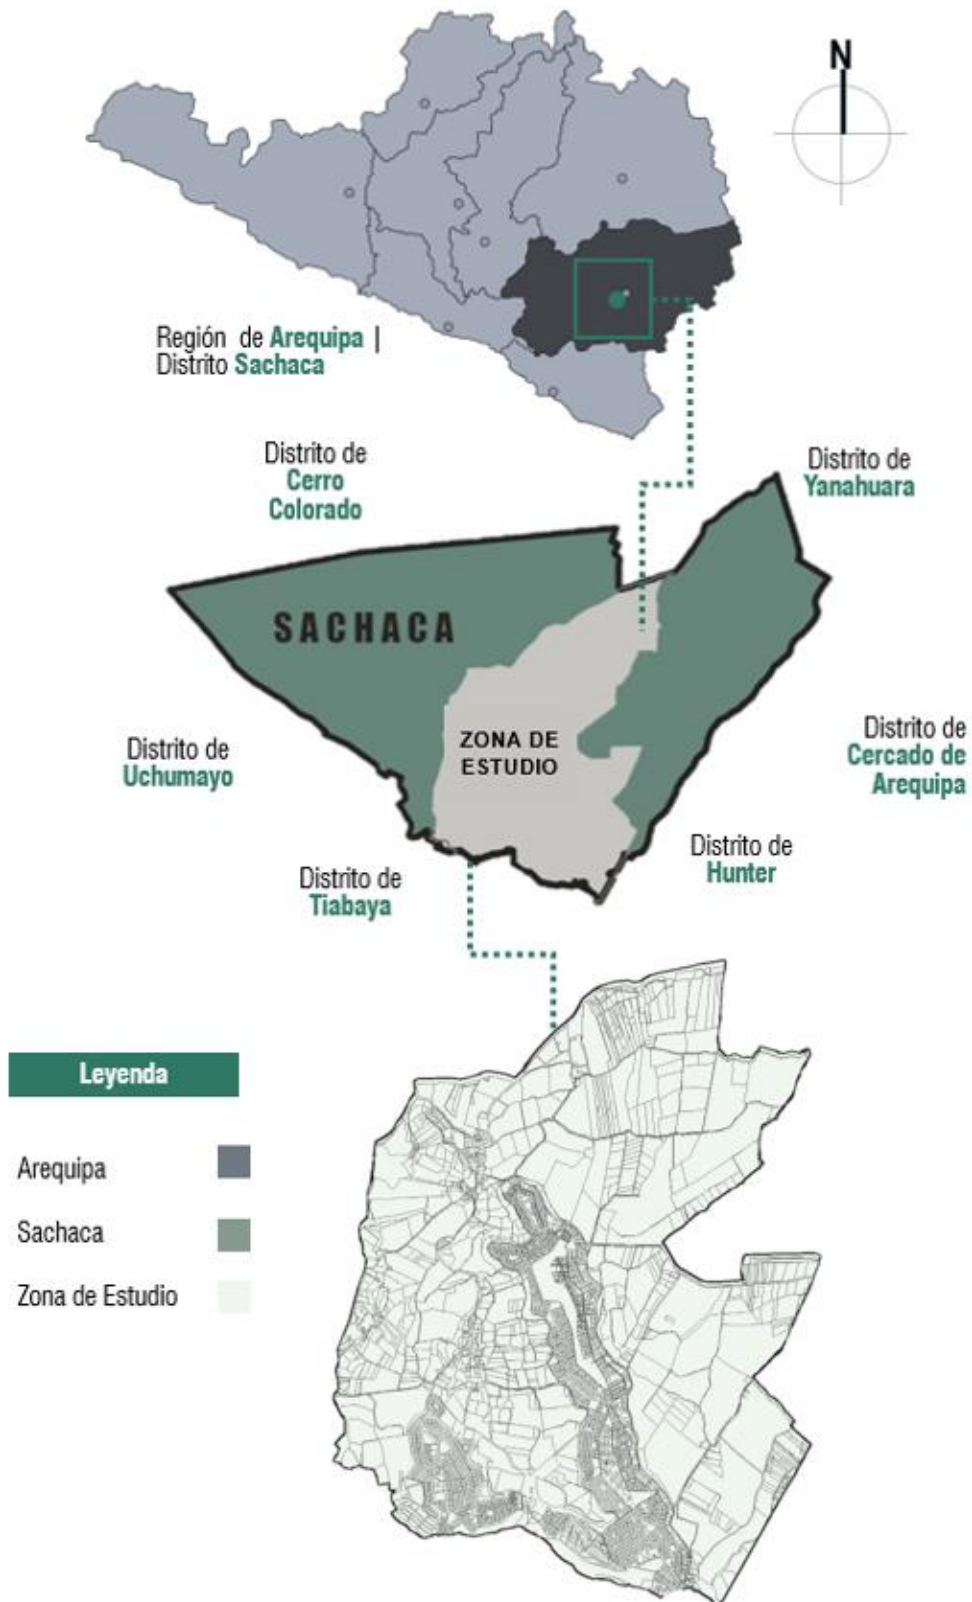 N
Región de Arequipa |
Distrito Sachaca
Distrito de
Cerro
Colorado
Distrito de
Yanahuara
SACHACA
ZONA DE
ESTUDIO
Distrito de
Uchumayo
Distrito de
Cercado de
Arequipa
Distrito de
Hunter
Distrito de
Tiabaya
Leyenda
Arequipa
Sachaca
Zona de Estudio